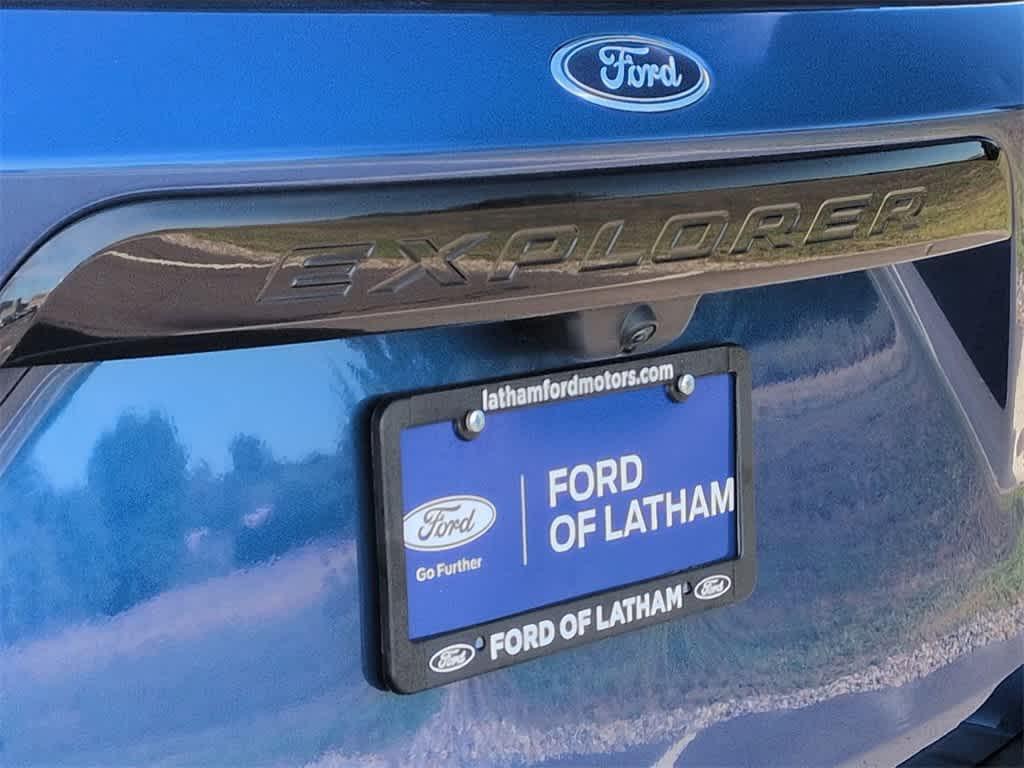 Ford
EXPLORER
lathamfordmotors.com
Ford
Go Further
FORD
OF LATHAM
Ford
FORD OF LATHAM
Ford